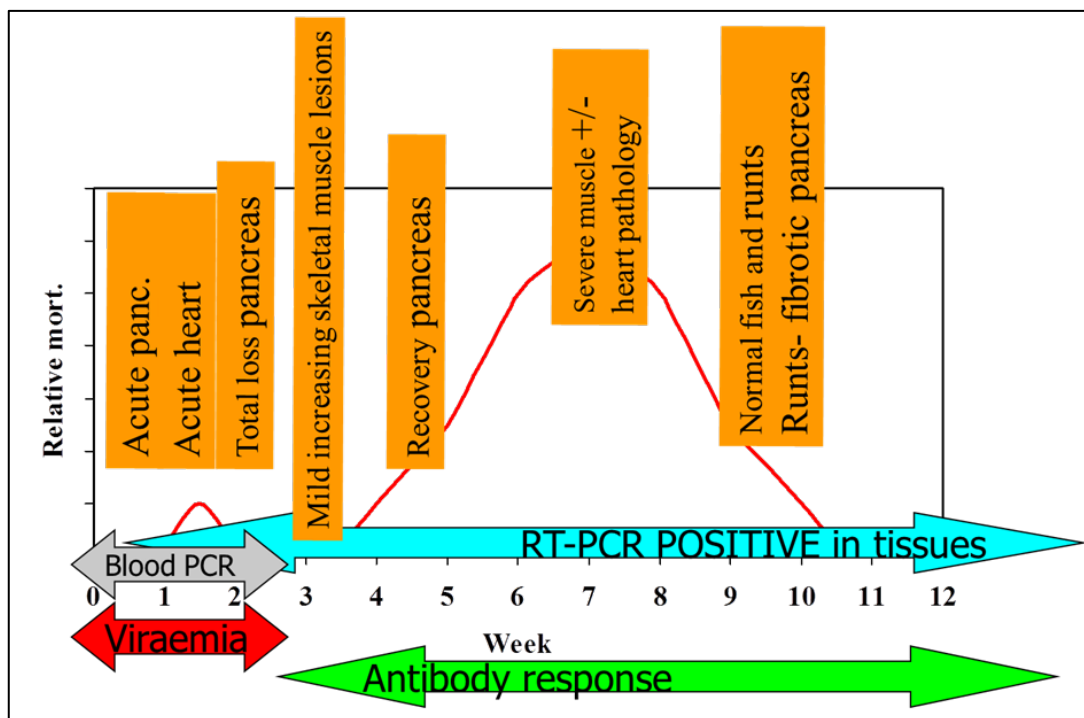 Relative mort.
Acute panc.
Acute heart
Total loss pancreas
Mild increasing skeletal muscle lesions
Recovery pancreas
Severe muscle +/-
heart pathology
Normal fish and runts
Runts- fibrotic pancreas
RT-PCR POSITIVE in tissues
Blood PCR
0 1 2 3 4 5 6 7 8 9 10 11 12
Viraemia
Week
Antibody response